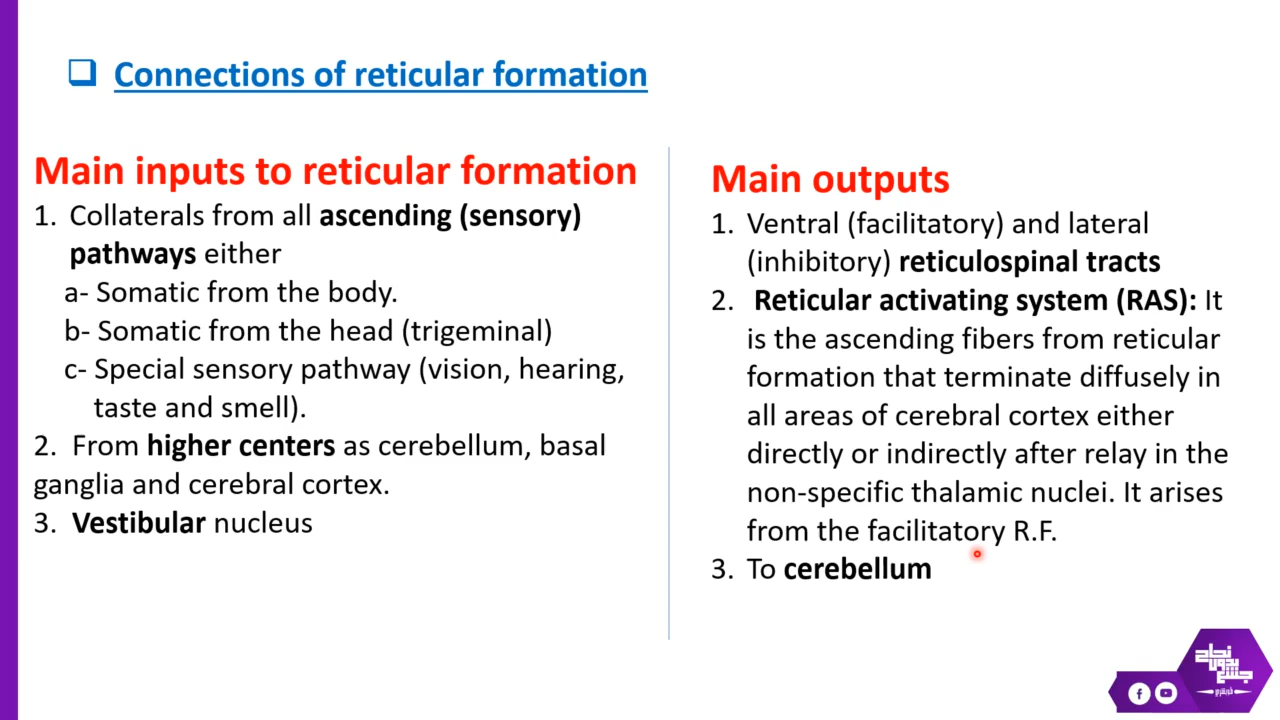 Connections of reticular formation
Main inputs to reticular formation
1. Collaterals from all ascending (sensory)
pathways either
a- Somatic from the body.
b- Somatic from the head (trigeminal)
c- Special sensory pathway (vision, hearing,
taste and smell).
2. From higher centers as cerebellum, basal
ganglia and cerebral cortex.
3. Vestibular nucleus
Main outputs
1. Ventral (facilitatory) and lateral
(inhibitory) reticulospinal tracts
2. Reticular activating system (RAS): It
is the ascending fibers from reticular
formation that terminate diffusely in
all areas of cerebral cortex either
directly or indirectly after relay in the
non-specific thalamic nuclei. It arises
from the facilitatory R.F.
3. To cerebellum
نجاح
بدون